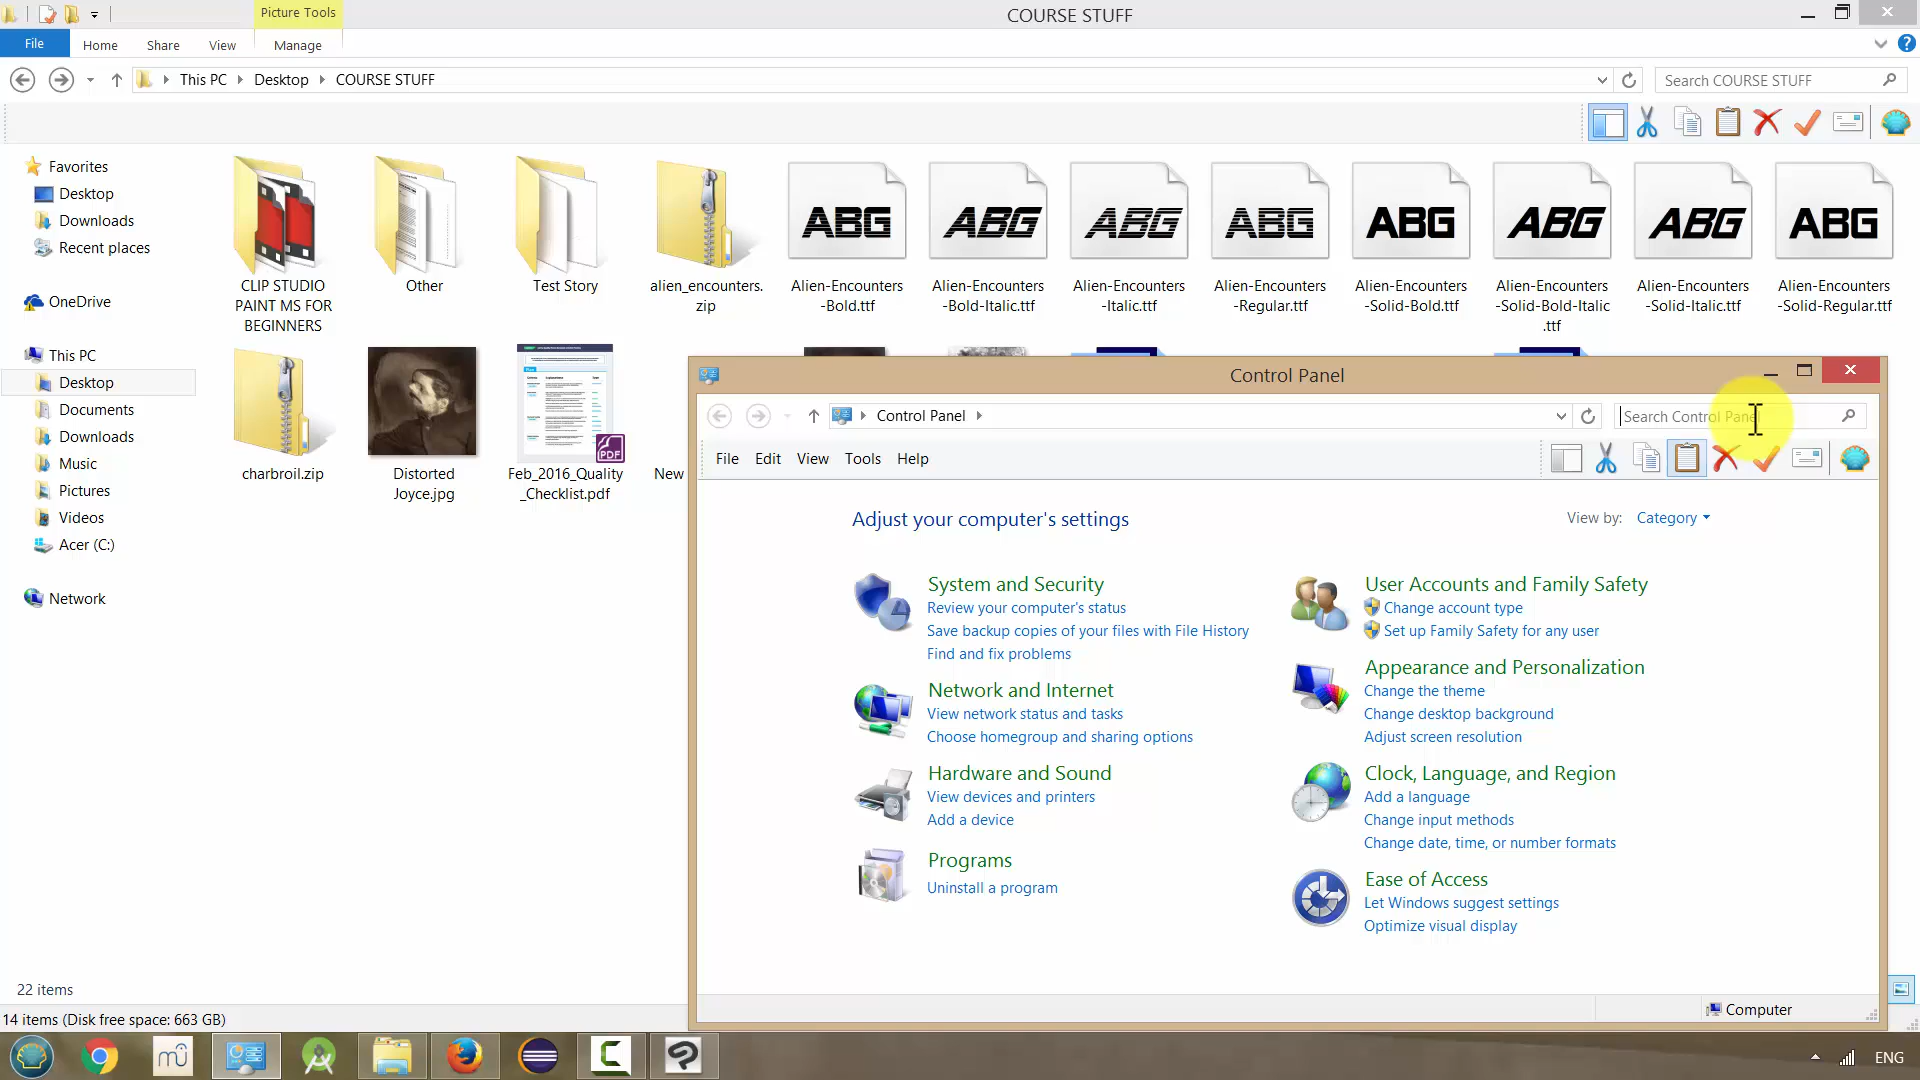 Picture Tools
COURSE STUFF
File
Home
Share
View
Manage
This PC
Desktop
COURSE STUFF
Search COURSE STUFF
Favorites
Desktop
Downloads
Recent places
OneDrive
This PC
Desktop
Documents
Downloads
Music
Pictures
Videos
Acer (C:)
Network
CLIP STUDIO
PAINT MS FOR
BEGINNERS
Other
Test Story
alien_encounters.
zip
ABG
Alien-Encounters
-Bold.ttf
ABG
Alien-Encounters
-Bold-Italic.ttf
ABG
Alien-Encounters
-Italic.ttf
ABG
Alien-Encounters
-Regular.ttf
ABG
Alien-Encounters
-Solid-Bold.ttf
ABG
Alien-Encounters
-Solid-Bold-Italic
.ttf
ABG
Alien-Encounters
-Solid-Italic.ttf
ABG
Alien-Encounters
-Solid-Regular.ttf
charbroil.zip
Distorted
Joyce.jpg
PDF
Feb_2016_Quality
_Checklist.pdf
New
Control Panel
Control Panel
Search Control Panel
File
Edit
View
Tools
Help
Adjust your computer's settings
View by:
Category
System and Security
Review your computer's status
Save backup copies of your files with File History
Find and fix problems
Network and Internet
View network status and tasks
Choose homegroup and sharing options
Hardware and Sound
View devices and printers
Add a device
Programs
Uninstall a program
User Accounts and Family Safety
Change account type
Set up Family Safety for any user
Appearance and Personalization
Change the theme
Change desktop background
Adjust screen resolution
Clock, Language, and Region
Add a language
Change input methods
Change date, time, or number formats
Ease of Access
Let Windows suggest settings
Optimize visual display
Computer
22 items
14 items (Disk free space: 663 GB)
ENG